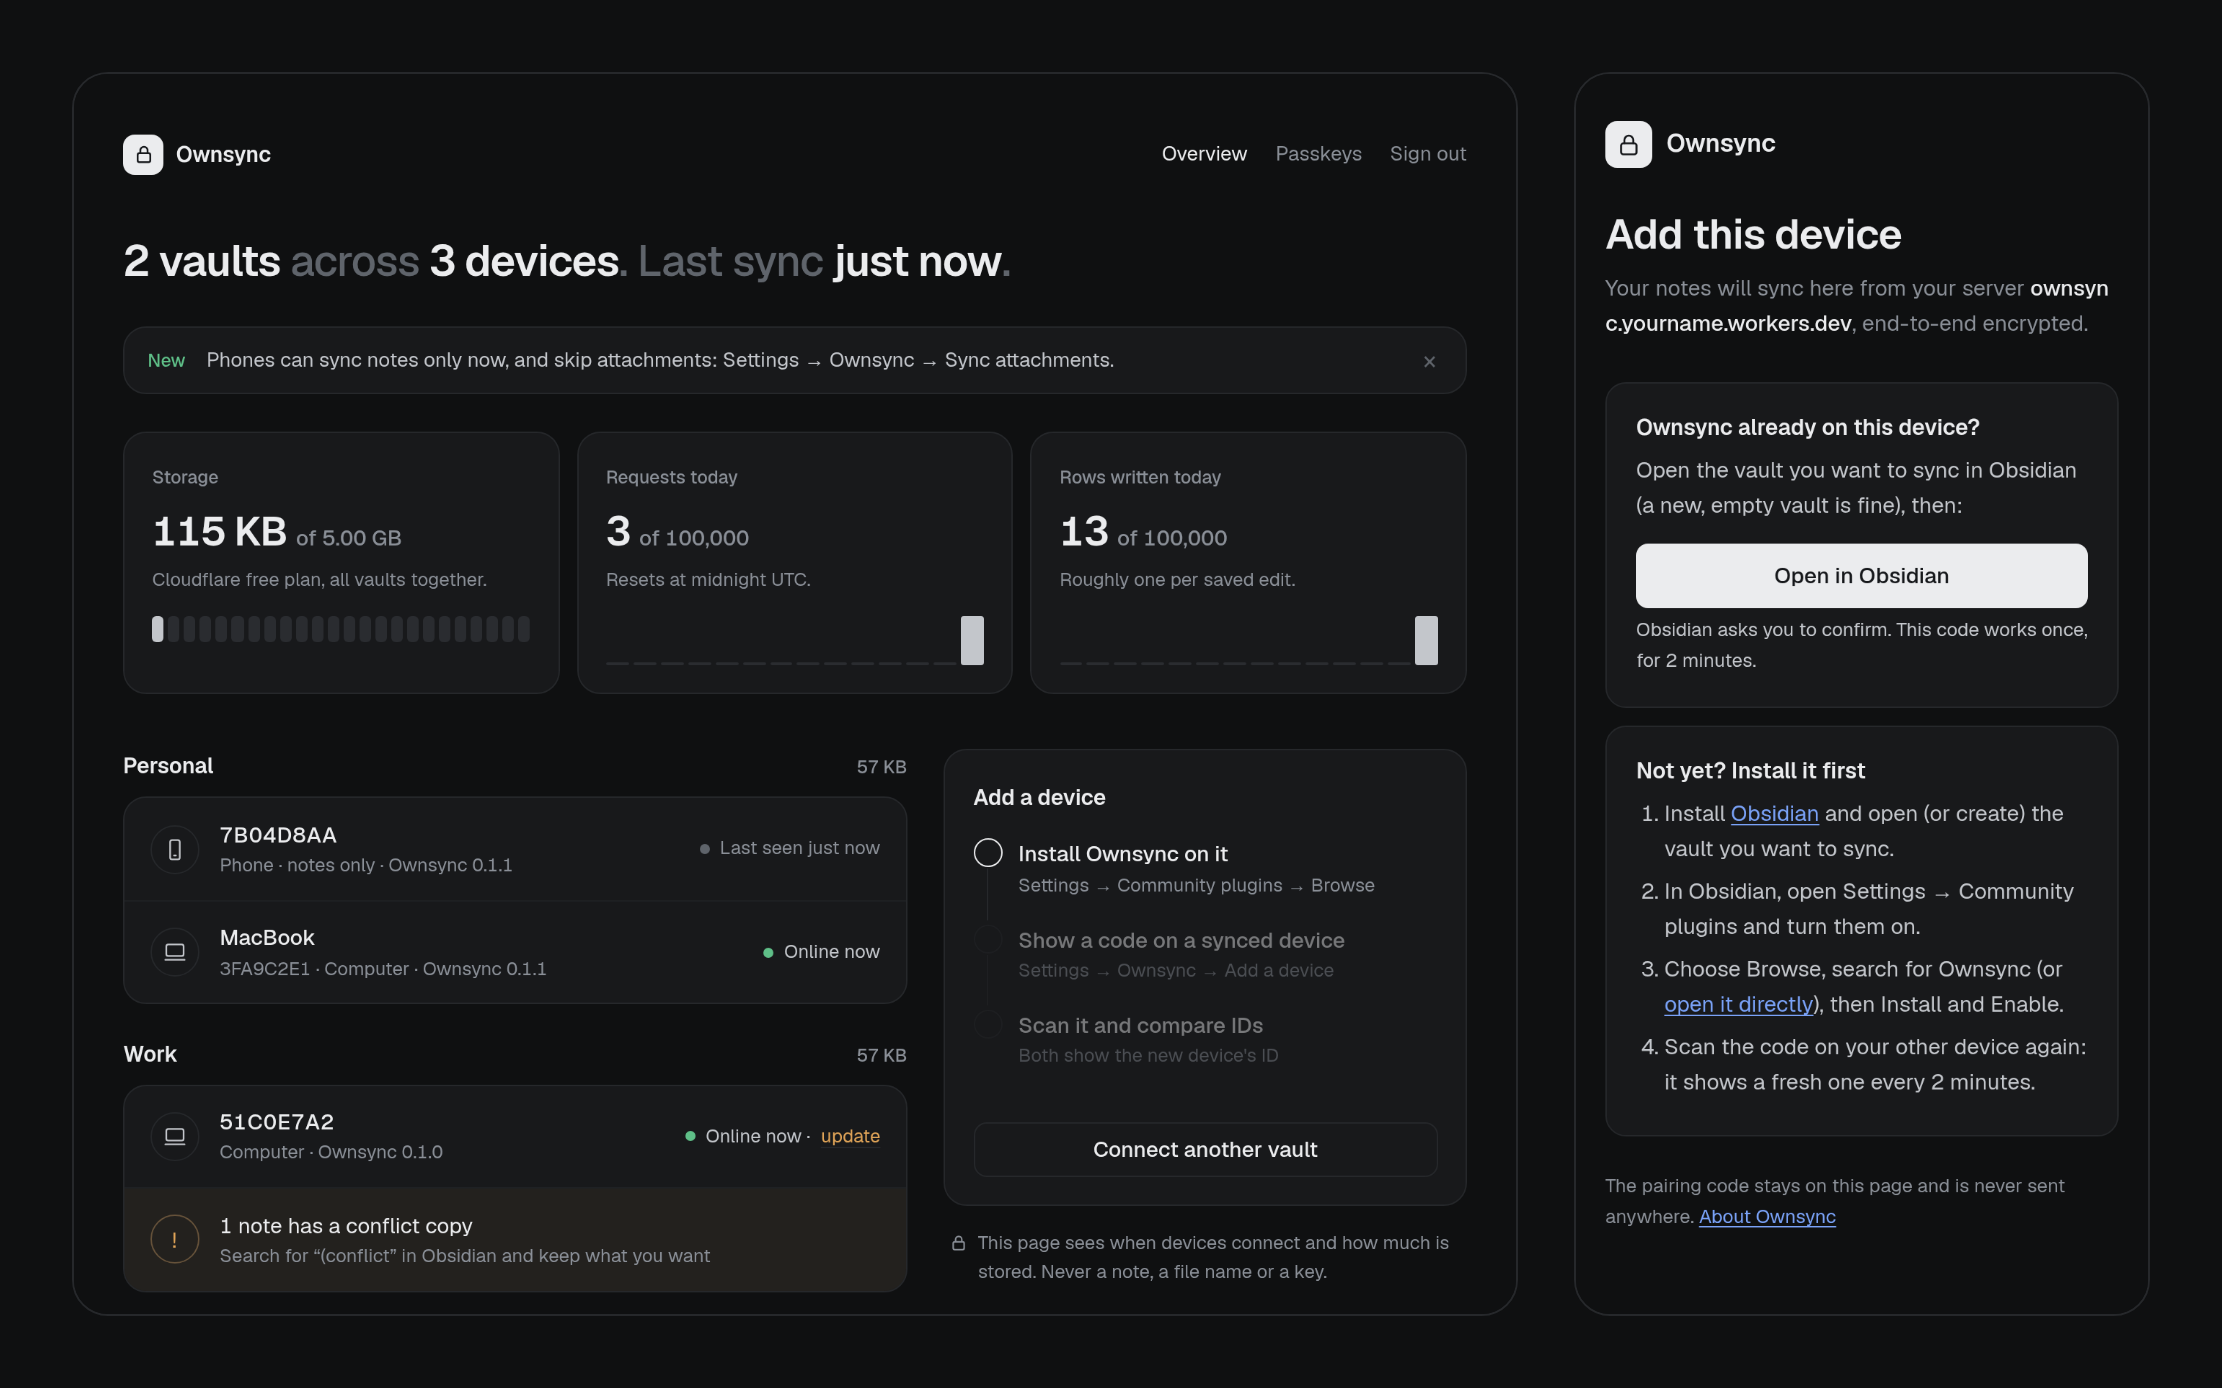 Ownsync
Overview Passkeys Sign out
2 vaults across 3 devices. Last sync just now.
New Phones can sync notes only now, and skip attachments: Settings → Ownsync → Sync attachments. ×
Storage
115 KB of 5.00 GB
Cloudflare free plan, all vaults together.
Requests today
3 of 100,000
Resets at midnight UTC.
Rows written today
13 of 100,000
Roughly one per saved edit.
Personal 57 KB
7B04D8AA
Phone · notes only · Ownsync 0.1.1
Last seen just now
MacBook
3FA9C2E1 · Computer · Ownsync 0.1.1
Online now
Work 57 KB
51C0E7A2
Computer · Ownsync 0.1.0
Online now · update
!
1 note has a conflict copy
Search for “(conflict” in Obsidian and keep what you want
Add a device
Install Ownsync on it
Settings → Community plugins → Browse
Show a code on a synced device
Settings → Ownsync → Add a device
Scan it and compare IDs
Both show the new device's ID
Connect another vault
This page sees when devices connect and how much is
stored. Never a note, a file name or a key.
Ownsync
Add this device
Your notes will sync here from your server ownsyn
c.yourname.workers.dev, end-to-end encrypted.
Ownsync already on this device?
Open the vault you want to sync in Obsidian
(a new, empty vault is fine), then:
Open in Obsidian
Obsidian asks you to confirm. This code works once,
for 2 minutes.
Not yet? Install it first
1. Install Obsidian and open (or create) the
vault you want to sync.
2. In Obsidian, open Settings → Community
plugins and turn them on.
3. Choose Browse, search for Ownsync (or
open it directly), then Install and Enable.
4. Scan the code on your other device again:
it shows a fresh one every 2 minutes.
The pairing code stays on this page and is never sent
anywhere. About Ownsync